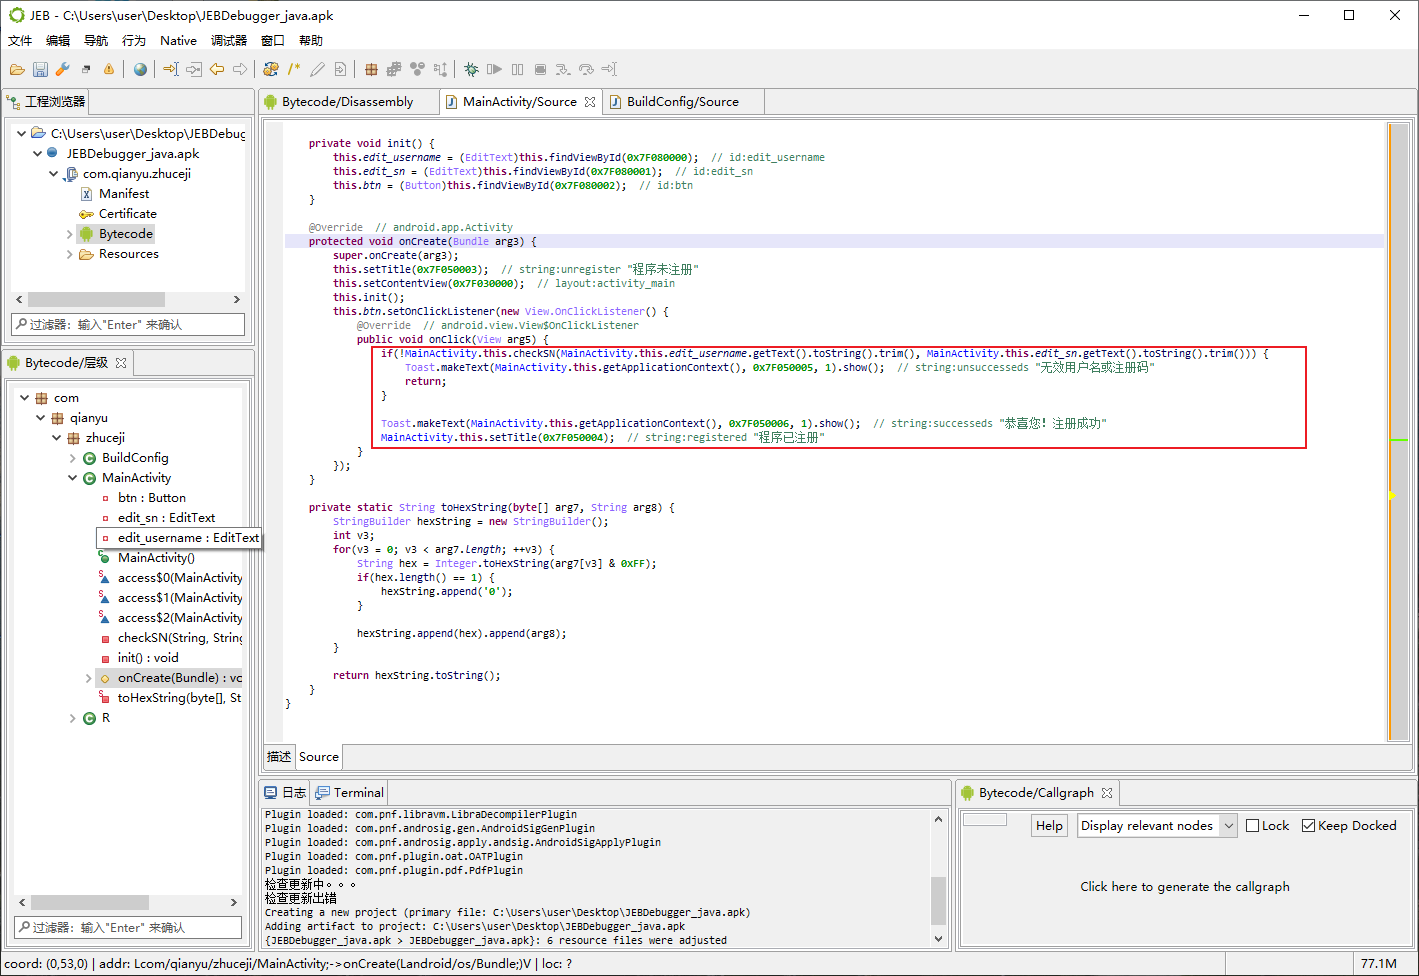 JEB - C:\Users\user\Desktop\JEBDebugger_java.apk
文件 编辑 导航 行为 Native 调试器 窗口 帮助
工程浏览器
C:\Users\user\Desktop\JEBDebug
JEBDebugger_java.apk
com.qianyu.zhuceji
Manifest
Certificate
Bytecode
Resources
过滤器: 输入"Enter" 来确认
Bytecode/层级
com
qianyu
zhuceji
BuildConfig
MainActivity
btn : Button
edit_sn : EditText
edit_username : EditText
MainActivity()
access$0(MainActivity
access$1(MainActivity
access$2(MainActivity
checkSN(String, String
init() : void
onCreate(Bundle) : vo
toHexString(byte[], St
R
过滤器: 输入"Enter" 来确认
Bytecode/Disassembly MainActivity/Source BuildConfig/Source
private void init() {
this.edit_username = (EditText)this.findViewById(0x7F080000);  // id:edit_username
this.edit_sn = (EditText)this.findViewById(0x7F080001);  // id:edit_sn
this.btn = (Button)this.findViewById(0x7F080002);  // id:btn
}
@Override  // android.app.Activity
protected void onCreate(Bundle arg3) {
super.onCreate(arg3);
this.setTitle(0x7F050003);  // string:unregister "程序未注册"
this.setContentView(0x7F030000);  // layout:activity_main
this.init();
this.btn.setOnClickListener(new View.OnClickListener() {
@Override  // android.view.View$OnClickListener
public void onClick(View arg5) {
if(!MainActivity.this.checkSN(MainActivity.this.edit_username.getText().toString().trim(), MainActivity.this.edit_sn.getText().toString().trim())) {
Toast.makeText(MainActivity.this.getApplicationContext(), 0x7F050005, 1).show();  // string:unsuccesseds "无效用户名或注册码"
return;
}
Toast.makeText(MainActivity.this.getApplicationContext(), 0x7F050006, 1).show();  // string:successeds "恭喜您！注册成功"
MainActivity.this.setTitle(0x7F050004);  // string:registered "程序已注册"
}
});
}
private static String toHexString(byte[] arg7, String arg8) {
StringBuilder hexString = new StringBuilder();
int v3;
for(v3 = 0; v3 < arg7.length; ++v3) {
String hex = Integer.toHexString(arg7[v3] & 0xFF);
if(hex.length() == 1) {
hexString.append('0');
}
hexString.append(hex).append(arg8);
}
return hexString.toString();
}
}
描述 Source
日志 Terminal
Plugin loaded: com.pnf.libravm.LibraDecompilerPlugin
Plugin loaded: com.pnf.androsig.gen.AndroidSigGenPlugin
Plugin loaded: com.pnf.androsig.apply.andsig.AndroidSigApplyPlugin
Plugin loaded: com.pnf.plugin.oat.OATPlugin
Plugin loaded: com.pnf.plugin.pdf.PdfPlugin
检查更新中。。。
检查更新出错
Creating a new project (primary file: C:\Users\user\Desktop\JEBDebugger_java.apk)
Adding artifact to project: C:\Users\user\Desktop\JEBDebugger_java.apk
{JEBDebugger_java.apk > JEBDebugger_java.apk}: 6 resource files were adjusted
Bytecode/Callgraph
Help Display relevant nodes Lock Keep Docked
Click here to generate the callgraph
coord: (0,53,0) | addr: Lcom/qianyu/zhuceji/MainActivity;->onCreate(Landroid/os/Bundle;)V | loc: ?
77.1M